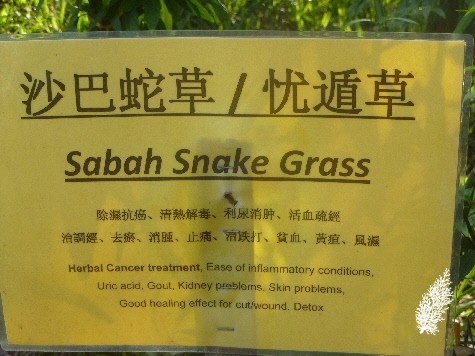 沙巴蛇草 / 忧遁草
Sabah Snake Grass
除濕抗癌、清熱解毒、利尿消肿、活血疏經
治調經、去瘀、消腫、止痛、清跌打、貧血、黃疸、風濕
Herbal Cancer treatment, Ease of inflammatory conditions,
Uric acid, Gout, Kidney prebloms, Skin problems,
Good healing effect for cut/wound, Detox